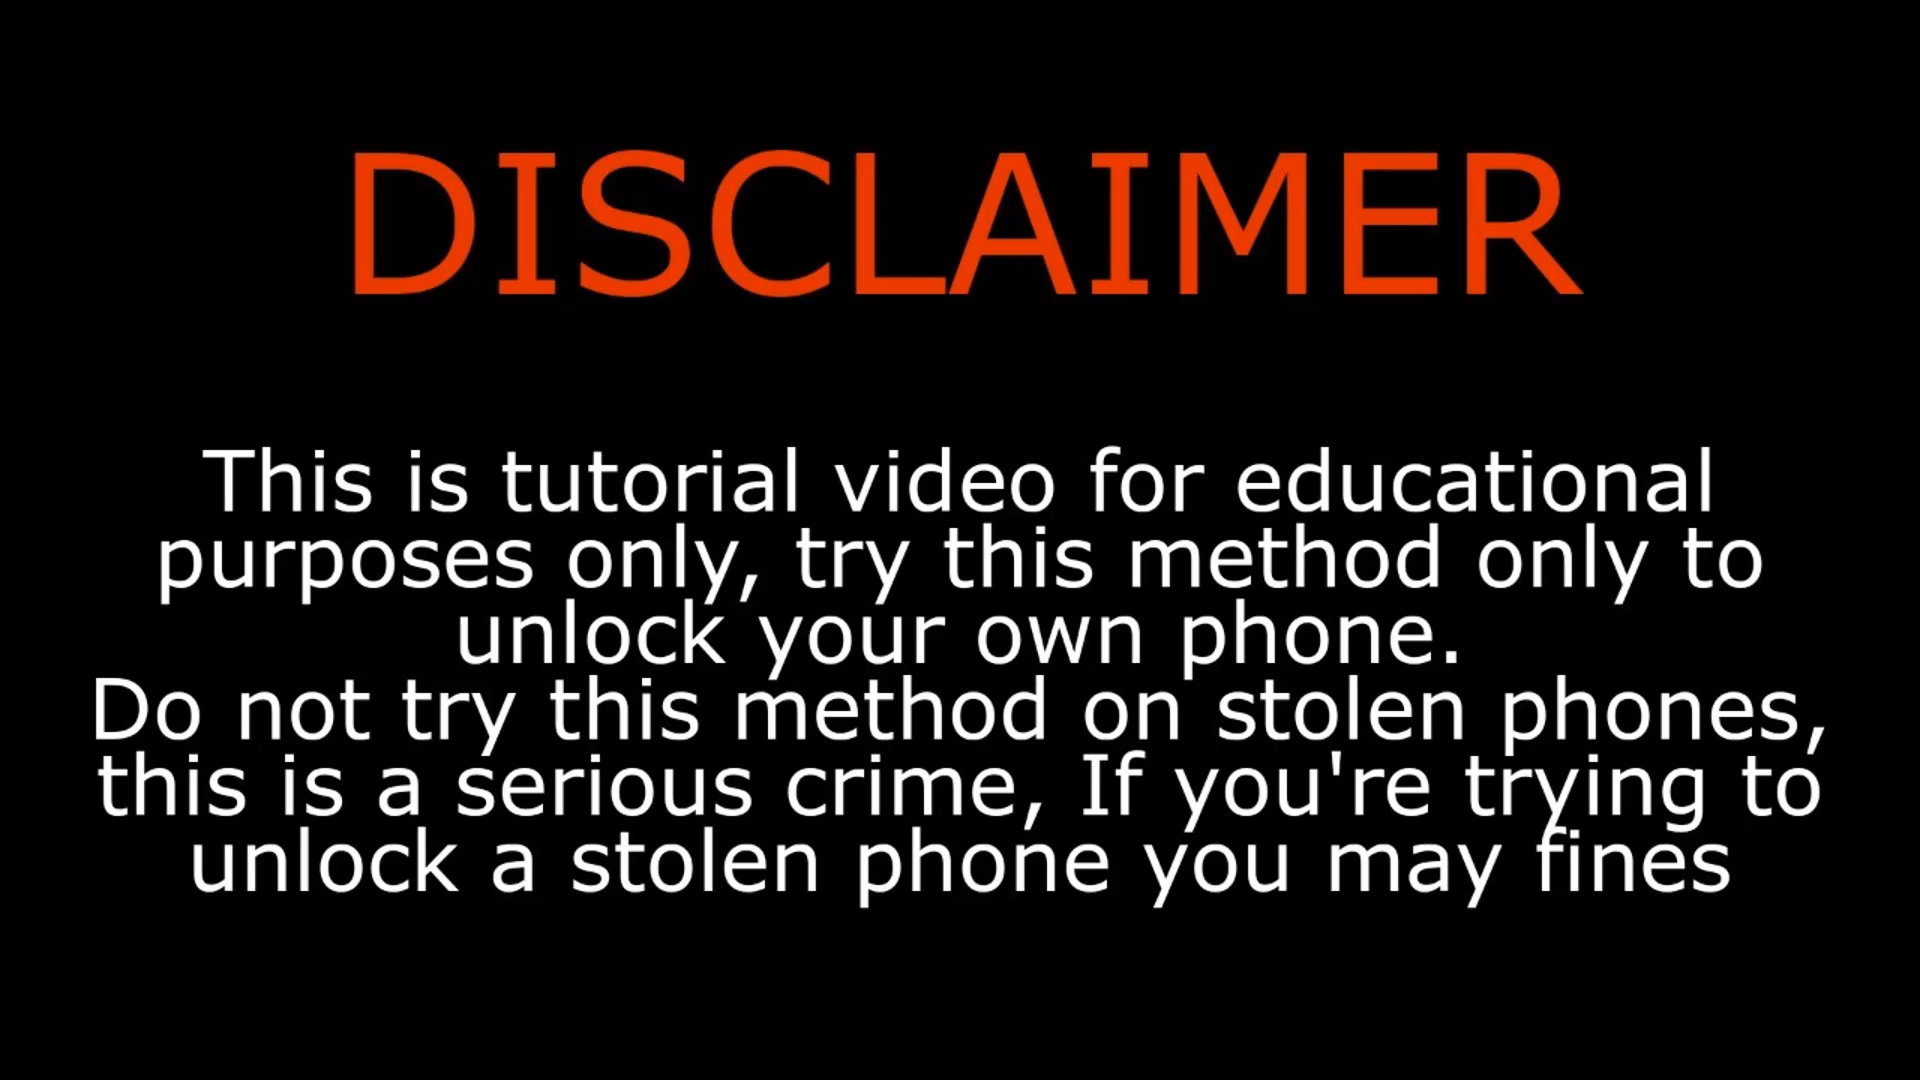 DISCLAIMER
This is tutorial video for educational
purposes only, try this method only to
unlock your own phone.
Do not try this method on stolen phones,
this is a serious crime, If you're trying to
unlock a stolen phone you may fines